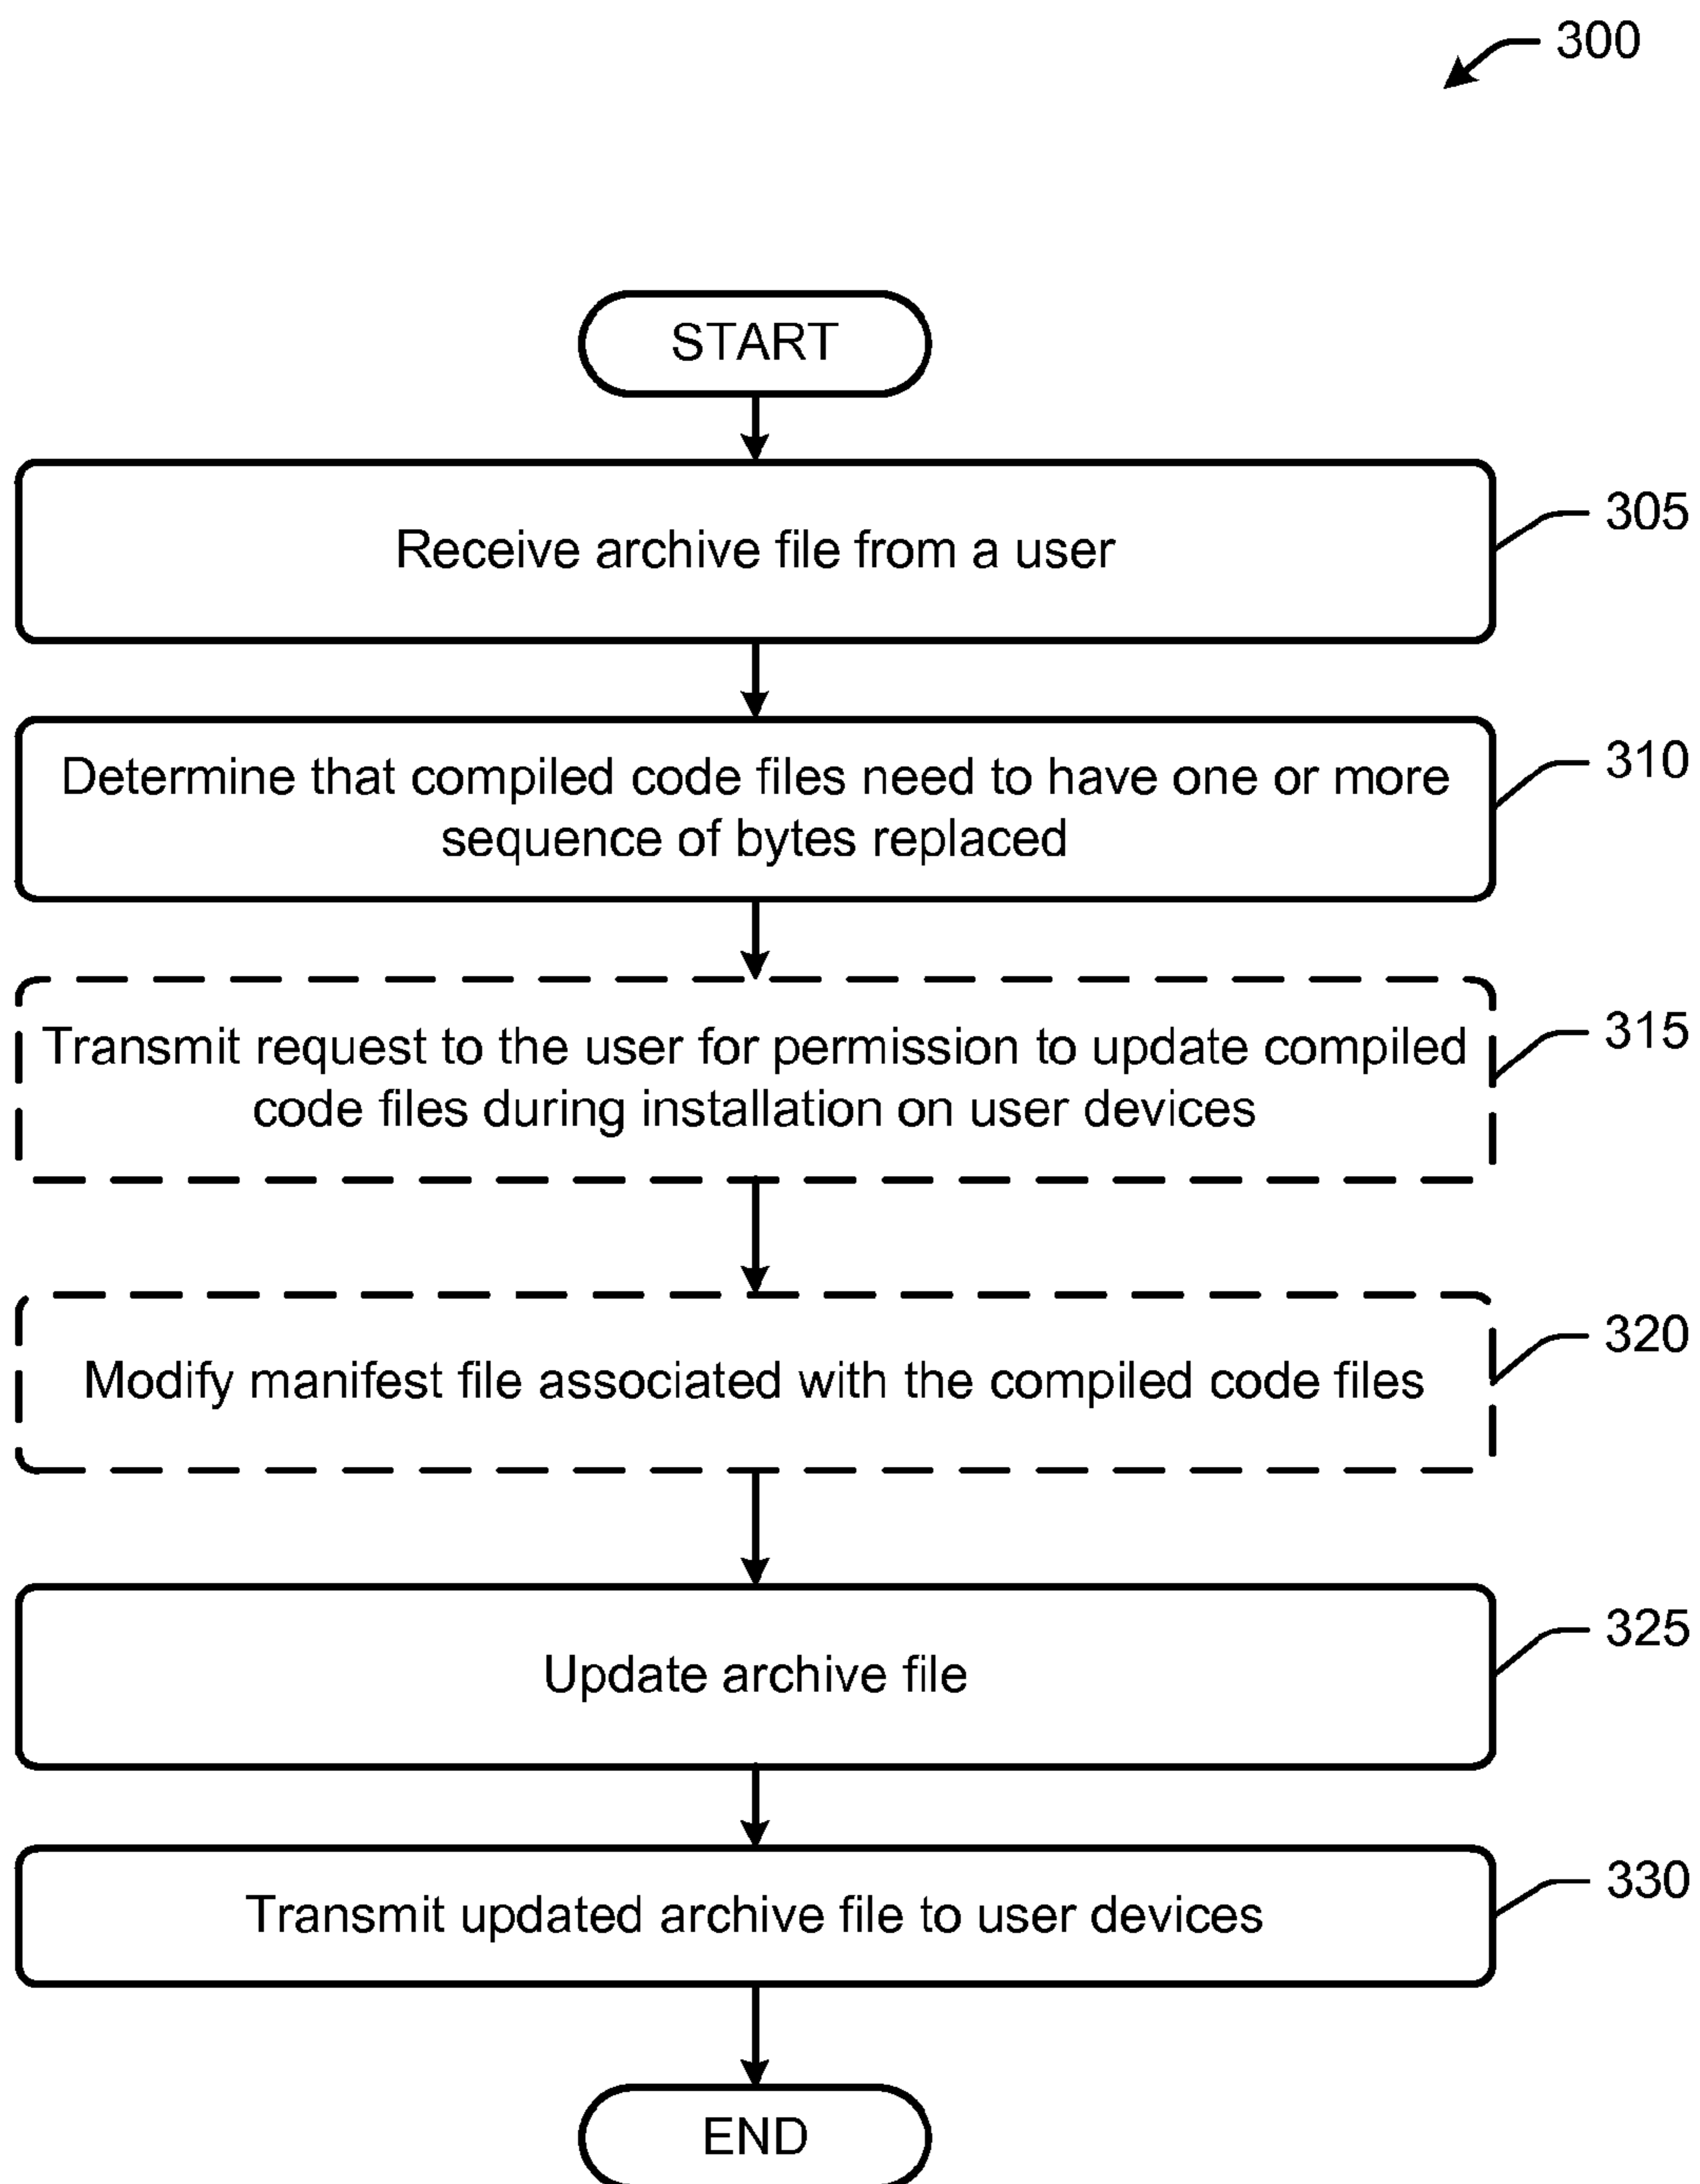 300
START
Receive archive file from a user
305
Determine that compiled code files need to have one or more
sequence of bytes replaced
310
Transmit request to the user for permission to update compiled
code files during installation on user devices
315
Modify manifest file associated with the compiled code files
320
Update archive file
325
Transmit updated archive file to user devices
330
END